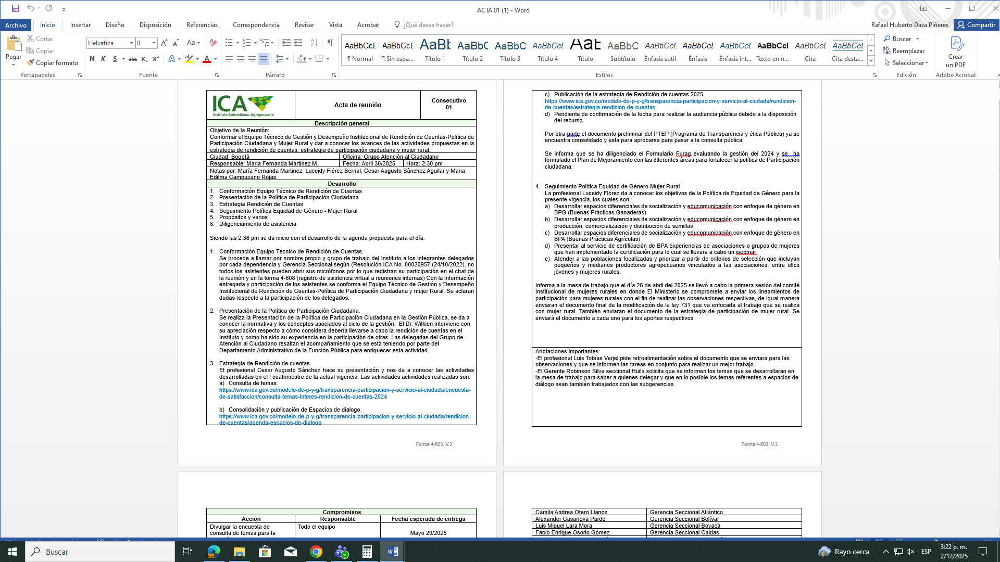 ACTA 01 (1) - Word
Archivo
Inicio
Insertar
Diseño
Disposición
Referencias
Correspondencia
Revisar
Vista
Acrobat
¿Qué desea hacer?
Rafael Huberto Daza Piñeres
Compartir
Pegar
Cortar
Copiar
Copiar formato
Portapapeles
Helvatica
8
Fuente
Párrafo
AaBbCcD AaBbCcD AaBb AaBbC AaBbC AaBbCcI AaB AaBbC AaBbCcI AaBbCcI AaBbCcI AaBbCcI AaBbCcI AaBbCcI
¶ Normal
¶ Sin espa...
Título 1
Título 2
Título 3
Título 4
Título
Subtítulo
Énfasis sutil
Énfasis
Énfasis int...
Texto en n...
Cita
Cita desta...
Estilos
Buscar
Reemplazar
Seleccionar
Edición
Crear
un PDF
Adobe Acrobat
ICA
Instituto Colombiano Agropecuario
Acta de reunión
Consecutivo
01
Descripción general
Objetivo de la Reunión:
Conformar el Equipo Técnico de Gestión y Desempeño Institucional de Rendición de Cuentas-Política de
Participación Ciudadana y Mujer Rural y dar a conocer los avances de las actividades propuestas en la
estrategia de rendición de cuentas, estrategia de participación ciudadana y mujer rural.
Ciudad: Bogotá
Oficina: Grupo Atención al Ciudadano
Responsable: Maria Fernanda Martinez M.
Fecha: Abril 30/2025
Hora: 2:30 pm
Notas por: María Fernanda Martinez, Luceidy Flórez Bernal, Cesar Augusto Sánchez Aguilar y Maria
Edilma Campuzano Rojas
Desarrollo
1. Conformación Equipo Técnico de Rendición de Cuentas
2. Presentación de la Política de Participación Ciudadana
3. Estrategia Rendición de Cuentas
4. Seguimiento Política Equidad de Género - Mujer Rural
5. Propósitos y varios
6. Diligenciamiento de asistencia
Siendo las 2:36 pm se da inicio con el desarrollo de la agenda propuesta para el día.
1. Conformación Equipo Técnico de Rendición de Cuentas.
Se procede a llamar por nombre propio y grupo de trabajo del Instituto a los integrantes delegados
por cada dependencia y Gerencia Seccional según (Resolución ICA No. 00020957 (24/10/2022), no
todos los asistentes pueden abrir sus micrófonos por lo que registran su participación en el chat de
la reunión y en la forma 4-608 (registro de asistencia virtual a reuniones internas) Con la información
entregada y participación de los asistentes se conforma el Equipo Técnico de Gestión y Desempeño
Institucional de Rendición de Cuentas-Política de Participación Ciudadana y mujer Rural. Se aclaran
dudas respecto a la participación de los delegados.
2. Presentación de la Política de Participación Ciudadana.
Se realiza la Presentación de la Política de Participación Ciudadana en la Gestión Pública, se da a
conocer la normativa y los conceptos asociados al ciclo de la gestión. El Dr. Wilkien interviene con
su apreciación respecto a cómo considera debería llevarse a cabo la rendición de cuentas en el
Instituto y como ha sido su experiencia en la participación de otras. Las delegadas del Grupo de
Atención al Ciudadano resaltan el acompañamiento que se está teniendo por parte del
Departamento Administrativo de la Función Pública para enriquecer esta actividad.
3. Estrategia de Rendición de cuentas
El profesional Cesar Augusto Sánchez hace su presentación y nos da a conocer las actividades
desarrolladas en el I cuatrimestre de la actual vigencia. Las actividades actividades realizadas son:
a) Consulta de temas.
https://www.ica.gov.co/modelo-de-p-y-g/transparencia-participacion-y-servicio-al-ciudada/encuesta-
de-satisfaccion/consulta-temas-interes-rendicion-de-cuentas-2024
b) Consolidación y publicación de Espacios de dialogo.
https://www.ica.gov.co/modelo-de-p-y-g/transparencia-participacion-y-servicio-al-ciudada/rendicion-
de-cuentas/agenda-espacios-de-dialogo
Forma 4-603. V.3
c) Publicación de la estrategia de Rendición de cuentas 2025.
https://www.ica.gov.co/modelo-de-p-y-g/transparencia-participacion-y-servicio-al-ciudada/rendicion-
de-cuentas/estrategia-rendicion-de-cuentas
d) Pendiente de confirmación de la fecha para realizar la audiencia pública debido a la disposición
del recurso.
Por otra parte el documento preliminar del PTEP (Programa de Transparencia y ética Pública) ya se
encuentra consolidado y esta para aprobarse para pasar a la consulta pública.
Se informa que se ha diligenciado el Formulario Furag evaluando la gestión del 2024 y se ha
formulado el Plan de Mejoramiento con las diferentes áreas para fortalecer la política de Participación
ciudadana.
4. Seguimiento Política Equidad de Género-Mujer Rural
La profesional Luceidy Flórez da a conocer los objetivos de la Política de Equidad de Género para la
presente vigencia, los cuales son:
a) Desarrollar espacios diferenciales de socialización y educomunicación con enfoque de género en
BPG (Buenas Prácticas Ganaderas)
b) Desarrollar espacios diferenciales de socialización y educomunicación con enfoque de género en
producción, comercialización y distribución de semillas
c) Desarrollar espacios diferenciales de socialización y educomunicación con enfoque de género en
BPA (Buenas Prácticas Agrícolas)
d) Presentar al servicio de certificación de BPA experiencias de asociaciones o grupos de mujeres
que han implementado la certificación para lo cual se llevara a cabo un webinar.
e) Atender a las poblaciones focalizadas y priorizar a partir de criterios de selección que incluyan
pequeños y medianos productores agropecuarios vinculados a las asociaciones, entre ellos
jóvenes y mujeres rurales.
Informa a la mesa de trabajo que el día 28 de abril del 2025 se llevó a cabo la primera sesión del comité
Institucional de mujeres rurales en donde El Ministerio se compromete a enviar los lineamientos de
participación para mujeres rurales con el fin de realizar las observaciones respectivas, de igual manera
enviaran el documento final de la modificación de la ley 731 que va enfocada al trabajo que se realiza
con mujer rural. También enviaran el documento de la estrategia de participación de mujer rural. Se
enviará el documento a cada uno para los aportes respectivos.
Anotaciones importantes:
-El profesional Luis Tobías Verjel pide retroalimentación sobre el documento que se enviara para las
observaciones y que se informen las tareas en conjunto para realizar un mejor trabajo.
-El Gerente Robinson Silva seccional Huila solicita que se informen los temas que se desarrollaran en
la mesa de trabajo para saber a quienes delegar y que en lo posible los temas referentes a espacios de
diálogo sean también trabajados con las subgerencias.
Forma 4-603. V.3
Compromisos
Acción
Responsable
Fecha esperada de entrega
Divulgar la encuesta de
consulta de temas para la
Todo el equipo
Mayo 29/2025
Camila Andrea Otero Llanos
Gerencia Seccional Atlántico
Alexander Casanova Pardo
Gerencia Seccional Bolívar
Luis Miguel Lara Mora
Gerencia Seccional Boyacá
Fabio Enrique Osorio Gómez
Gerencia Seccional Caldas
Buscar
Rayo cerca
ESP
3:22 p. m.
2/12/2025